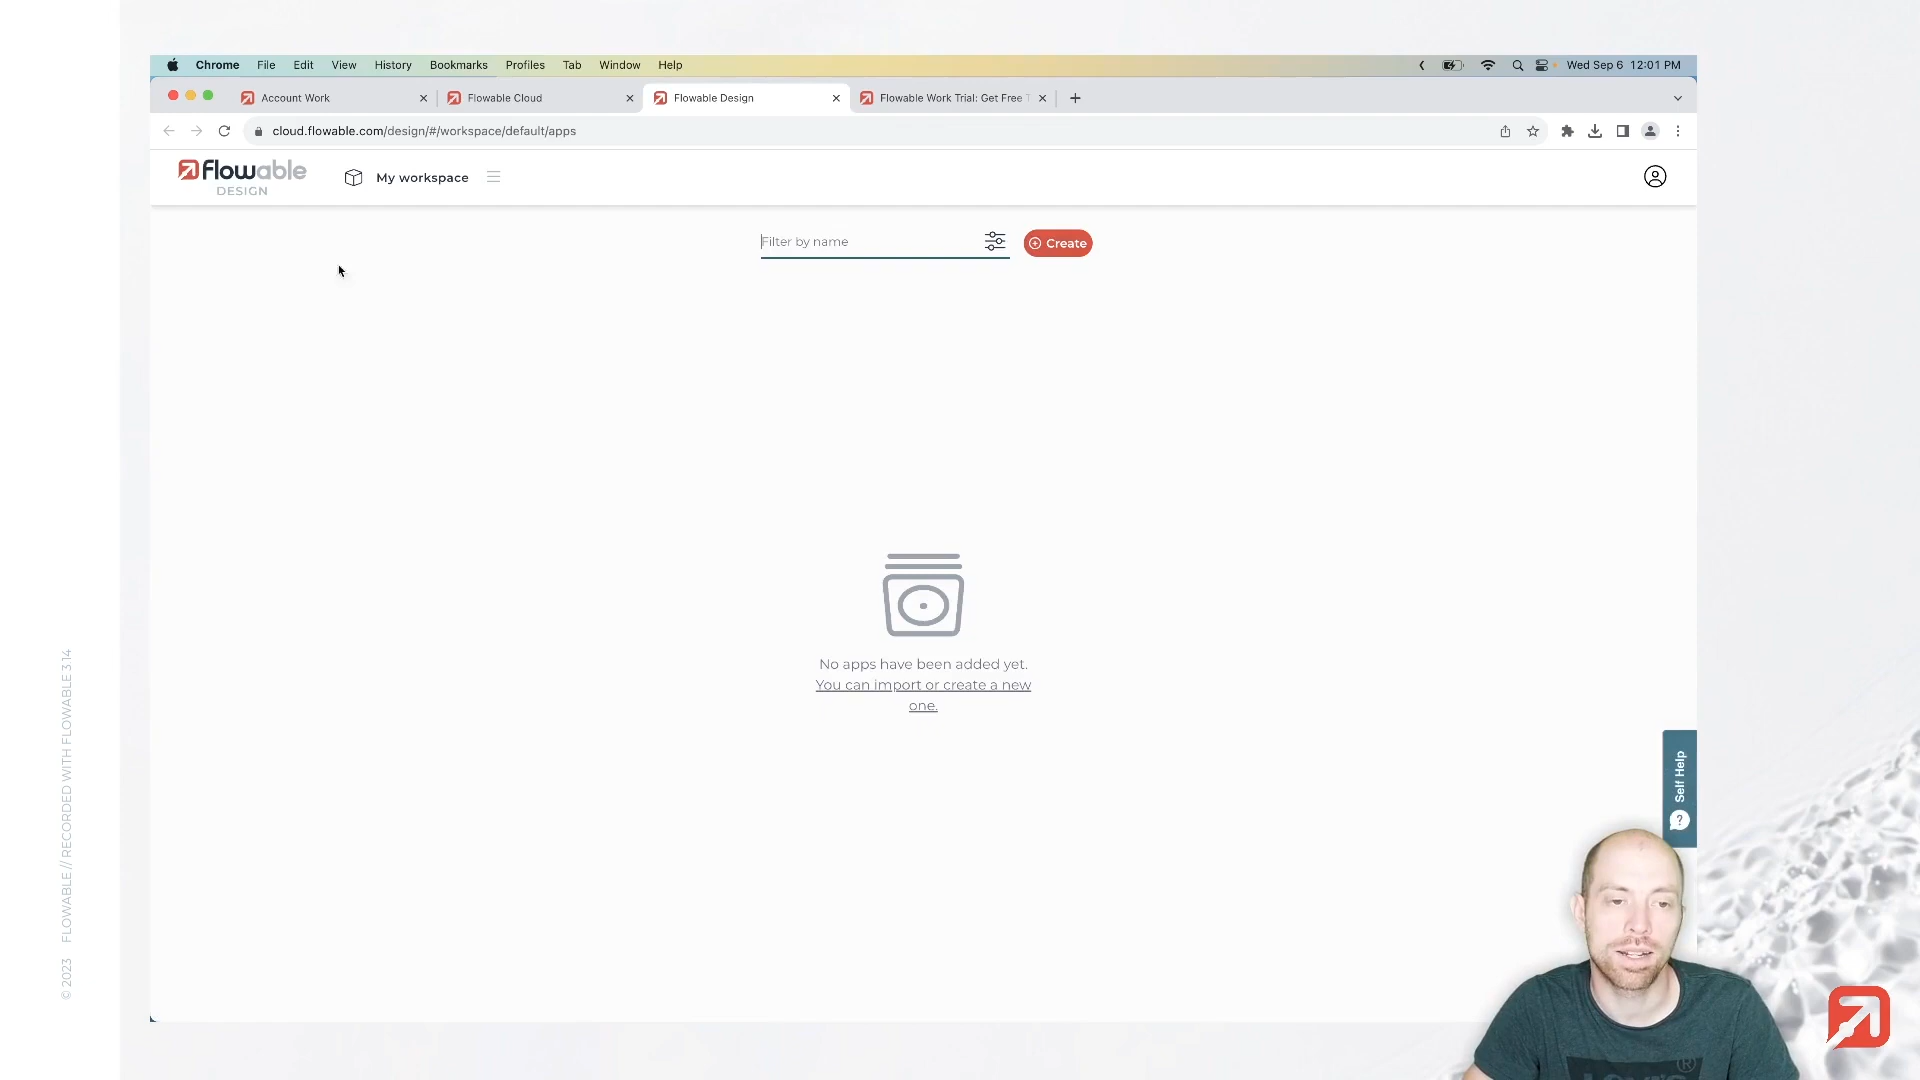 Chrome File Edit View History Bookmarks Profiles Tab Window Help Wed Sep 6 12:01 PM
Account Work Flowable Cloud Flowable Design Flowable Work Trial: Get Free
cloud.flowable.com/design/#/workspace/default/apps
flowable
DESIGN
My workspace
Filter by name
Create
No apps have been added yet.
You can import or create a new
one.
Self Help
?
© 2023 FLOWABLE // RECORDED WITH FLOWABLE 3.14